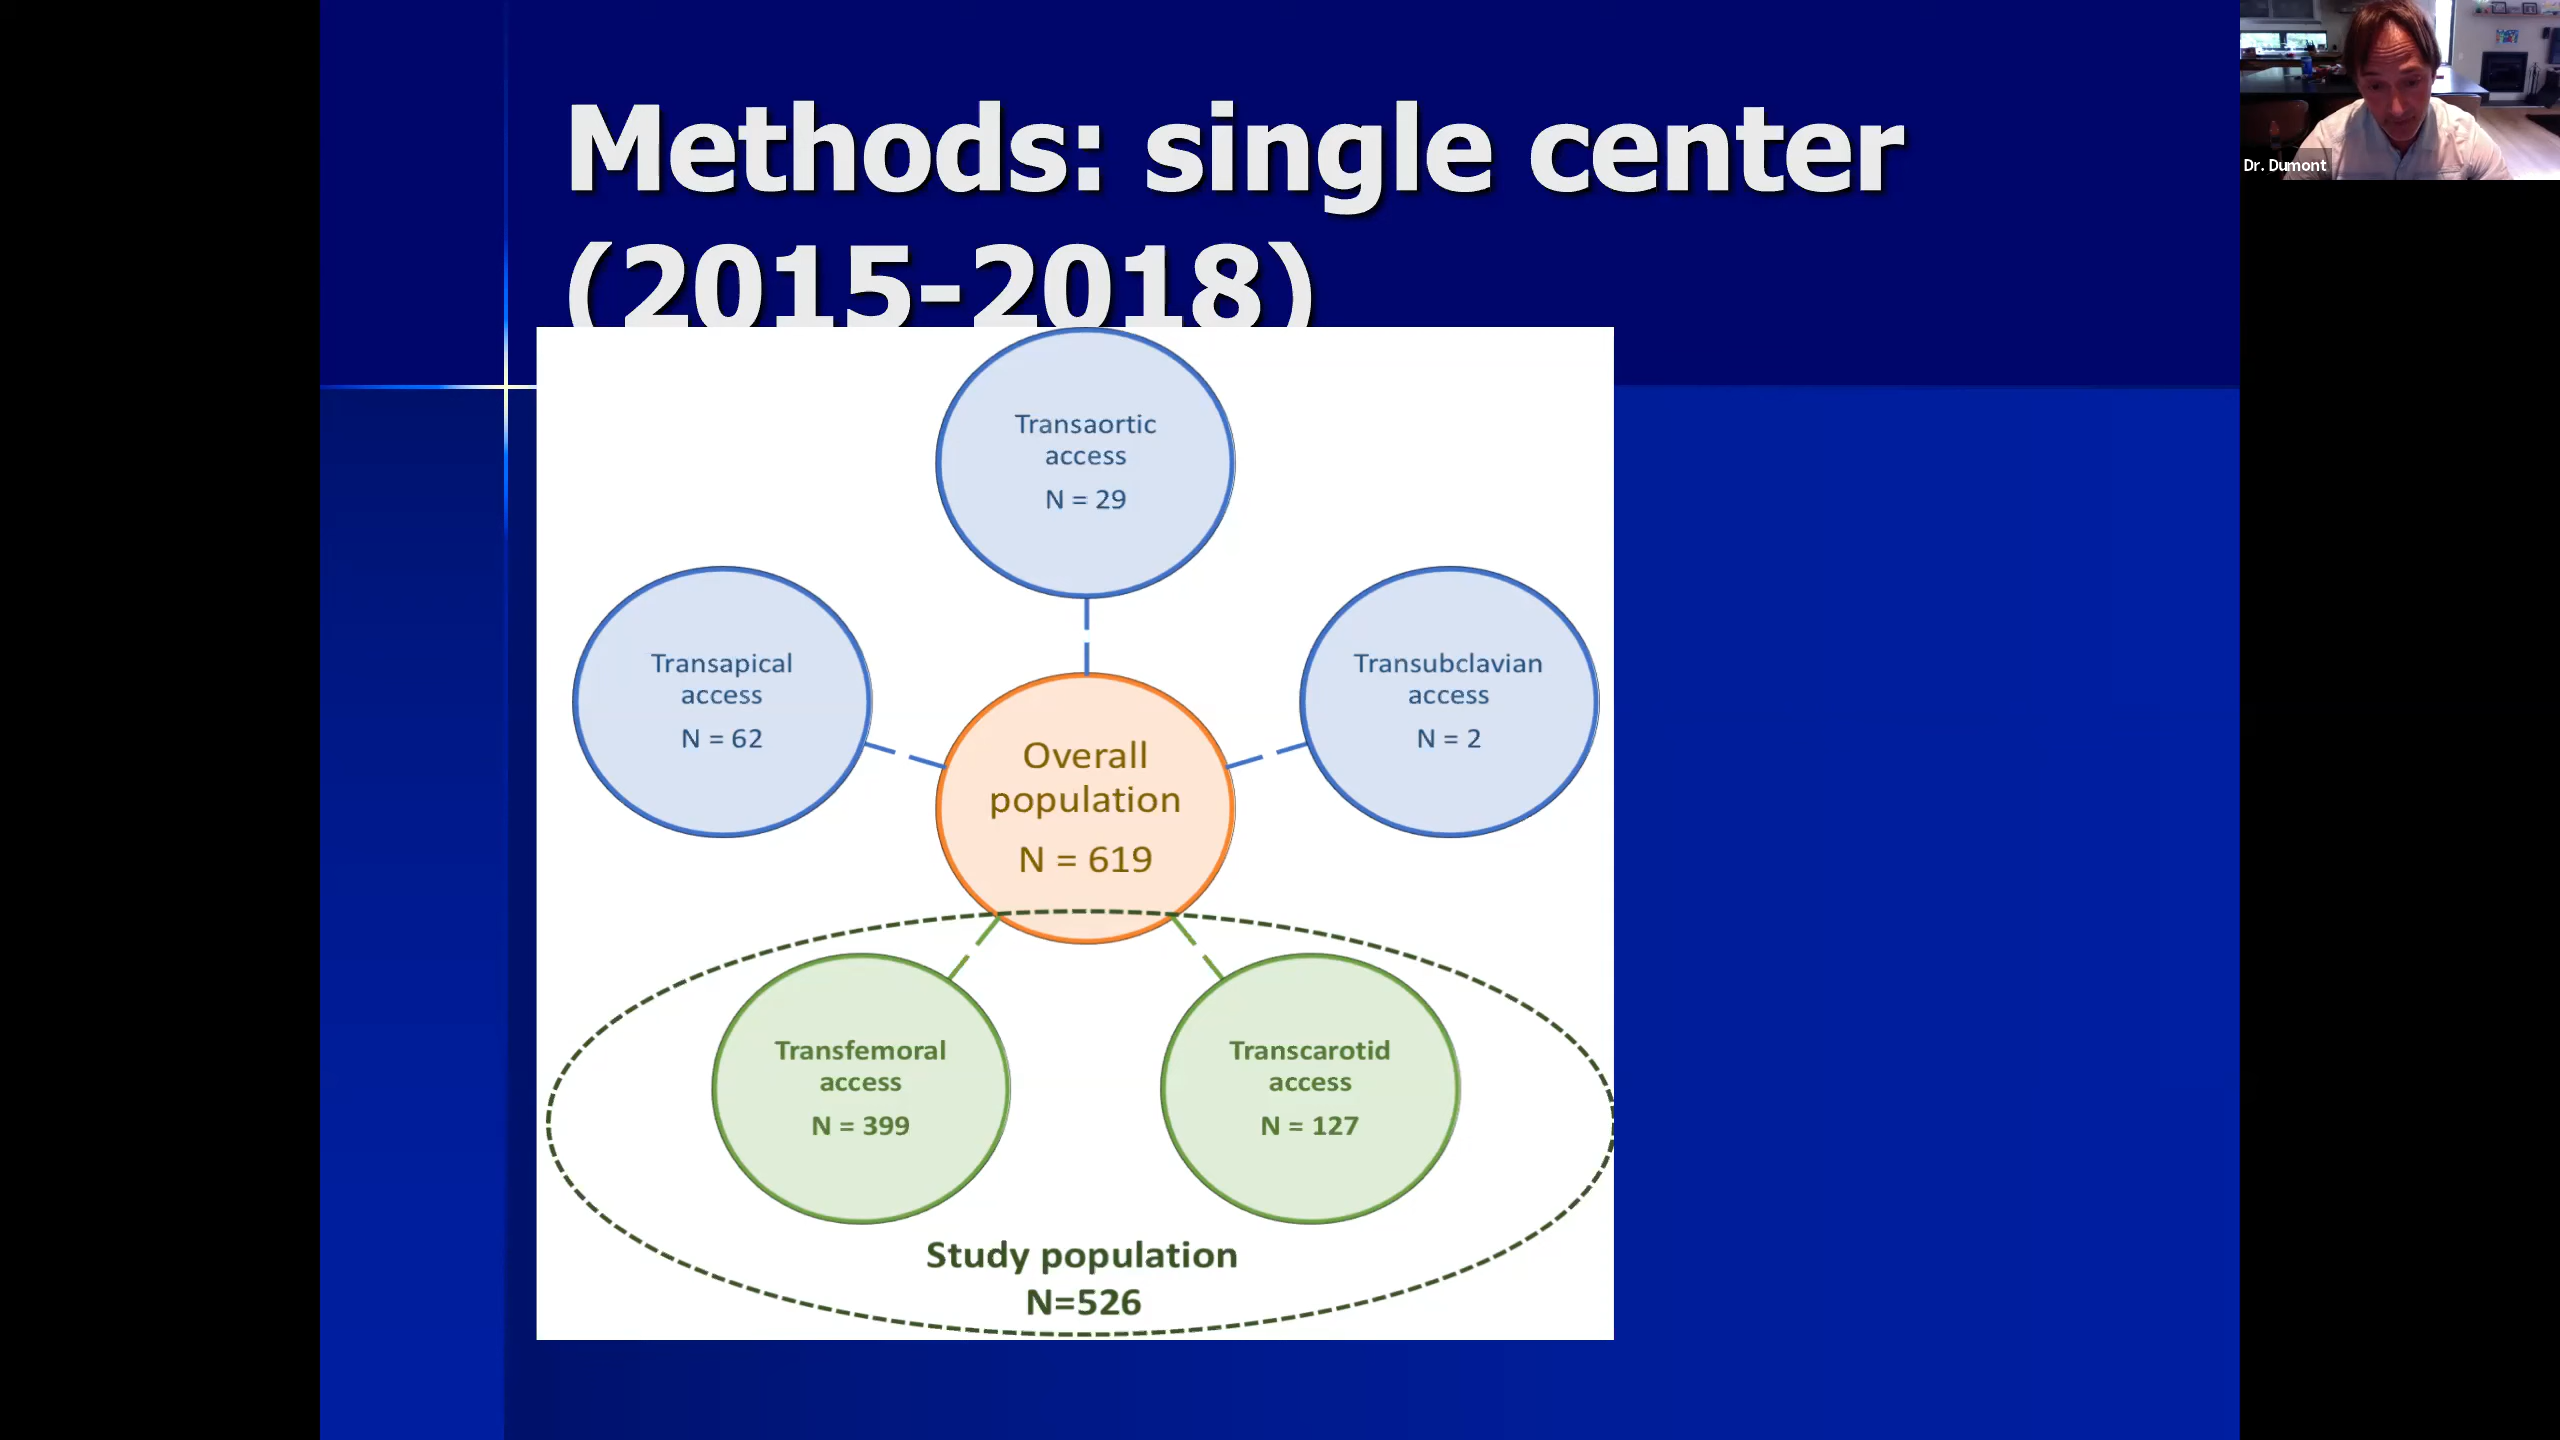 Methods: single center
(2015-2018)
Dr. Dumont
Transaortic
access
N = 29
Transapical
access
N = 62
Transubclavian
access
N = 2
Overall
population
N = 619
Transfemoral
access
N = 399
Transcarotid
access
N = 127
Study population
N=526